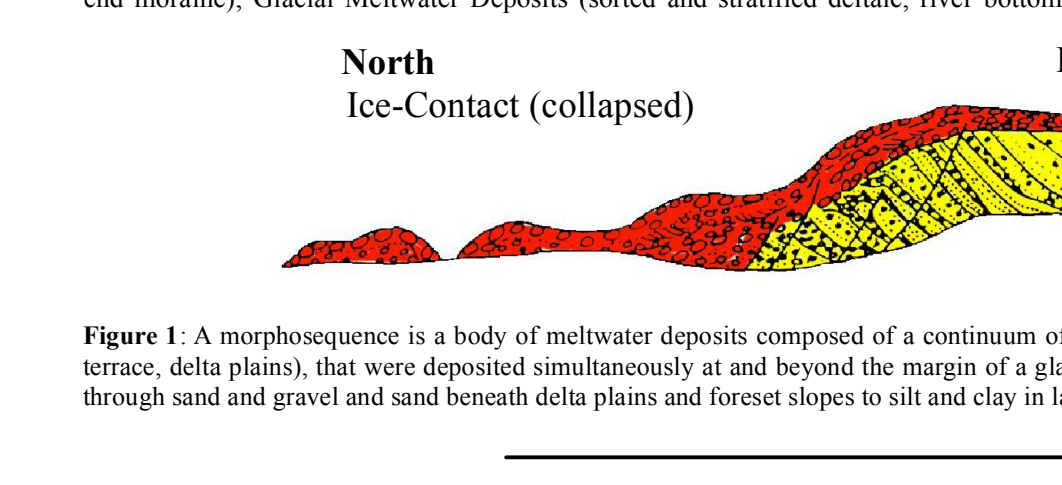 end moraine), Glacial Meltwater Deposits (sorted and stratified deltaic, river bottom
North
Ice-Contact (collapsed)
Figure 1: A morphosequence is a body of meltwater deposits composed of a continuum of
terrace, delta plains), that were deposited simultaneously at and beyond the margin of a
through sand and gravel and sand beneath delta plains and foreset slopes to silt and clay in